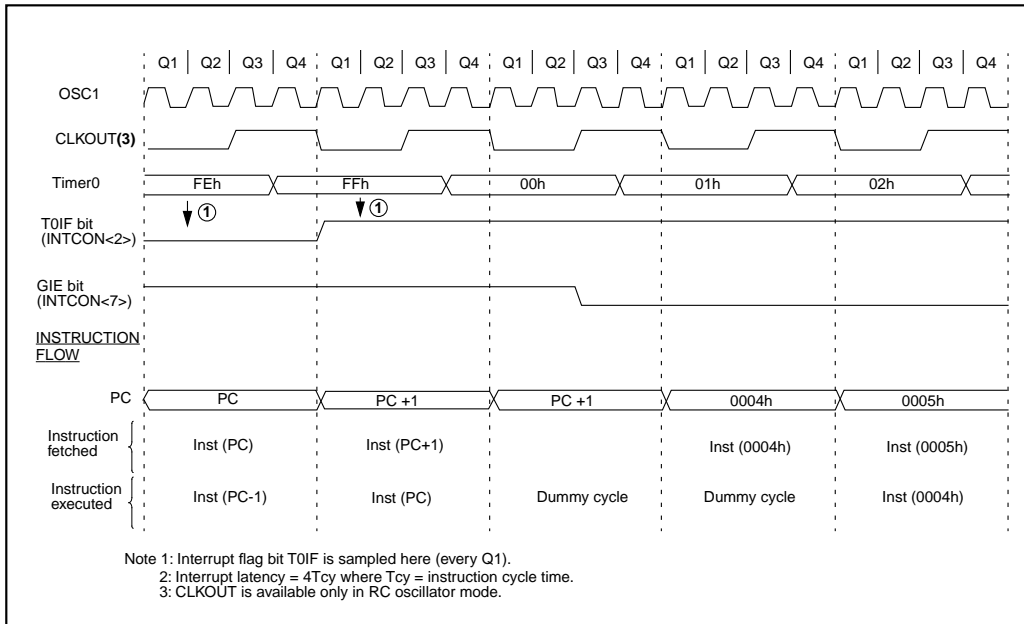 Q1 Q2 Q3 Q4 Q1 Q2 Q3 Q4 Q1 Q2 Q3 Q4 Q1 Q2 Q3 Q4 Q1 Q2 Q3 Q4
OSC1
CLKOUT(3)
Timer0 FEh FFh 00h 01h 02h
1 1
T0IF bit
(INTCON<2>)
GIE bit
(INTCON<7>)
INSTRUCTION
FLOW
PC PC PC +1 PC +1 0004h 0005h
Instruction
fetched Inst (PC) Inst (PC+1) Inst (0004h) Inst (0005h)
Instruction
executed Inst (PC-1) Inst (PC) Dummy cycle Dummy cycle Inst (0004h)
Note 1: Interrupt flag bit T0IF is sampled here (every Q1).
2: Interrupt latency = 4Tcy where Tcy = instruction cycle time.
3: CLKOUT is available only in RC oscillator mode.